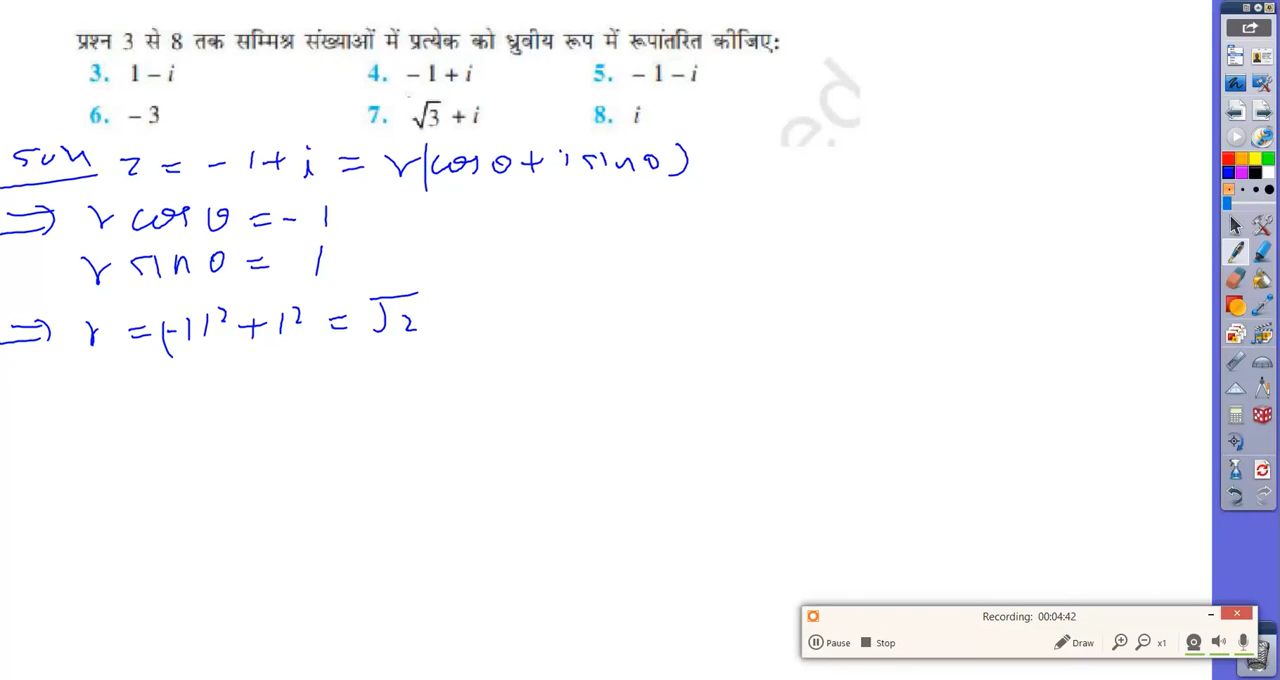 प्रश्न 3 से 8 तक सम्मिश्र संख्याओं में प्रत्येक को ध्रुवीय रूप में रूपांतरित कीजिए:
3. 1 – i 4. – 1 + i 5. – 1 – i
6. – 3 7. √3 + i 8. i
e.d
Soln z = - 1 + i = r(cos θ + i sin θ)
⇒ r cos θ = - 1
r sin θ = 1
⇒ r = (-1)² + 1² = √2
Recording: 00:04:42
Pause Stop Draw x1